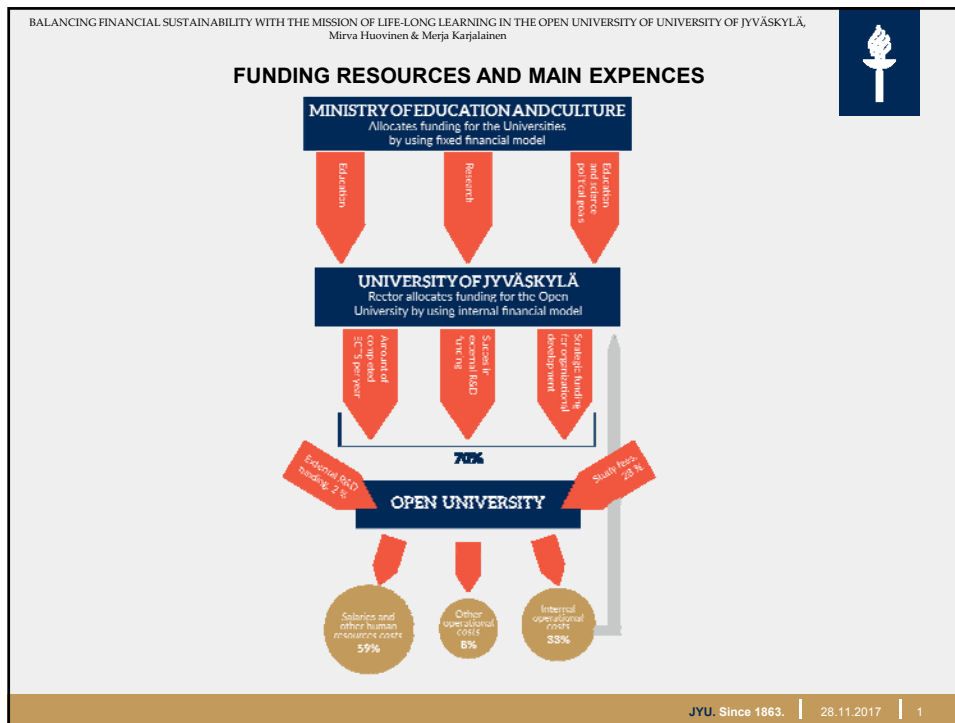 BALANCING FINANCIAL SUSTAINABILITY WITH THE MISSION OF LIFE-LONG LEARNING IN THE OPEN UNIVERSITY OF UNIVERSITY OF JYVÄSKYLÄ,
Mirva Huovinen & Merja Karjalainen
FUNDING RESOURCES AND MAIN EXPENCES
MINISTRY OF EDUCATION AND CULTURE
Allocates funding for the Universities
by using fixed financial model
Education
Research
Education
and science
political goals
UNIVERSITY OF JYVÄSKYLÄ
Rector allocates funding for the Open
University by using internal financial model
Amount of
completed
ECTS per year
Succes in
external R&D
funding
Strategic funding
for organizational
development
70%
External R&D
funding, 2 %
Study fees,
28 %
OPEN UNIVERSITY
Salaries and
other human
resources costs
59%
Other
operational
costs
8%
Internal
operational
costs
33%
JYU. Since 1863.
28.11.2017
1